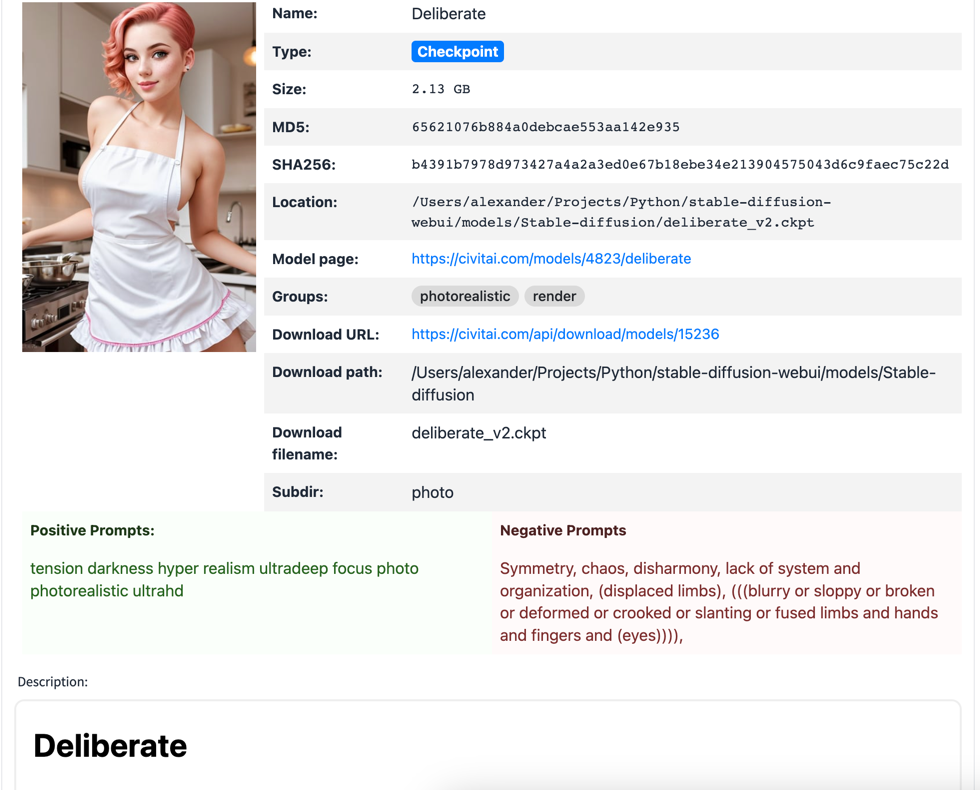 Name: Deliberate
Type: Checkpoint
Size: 2.13 GB
MD5: 65621076b884a0debcae553aa142e935
SHA256: b4391b7978d973427a4a2a3ed0e67b18ebe34e213904575043d6c9faec75c22d
Location: /Users/alexander/Projects/Python/stable-diffusion-
webui/models/Stable-diffusion/deliberate_v2.ckpt
Model page: https://civitai.com/models/4823/deliberate
Groups: photorealistic render
Download URL: https://civitai.com/api/download/models/15236
Download path: /Users/alexander/Projects/Python/stable-diffusion-webui/models/Stable-
diffusion
Download
filename:
deliberate_v2.ckpt
Subdir: photo
Positive Prompts:
tension darkness hyper realism ultradeep focus photo
photorealistic ultrahd
Negative Prompts
Symmetry, chaos, disharmony, lack of system and
organization, (displaced limbs), (((blurry or sloppy or broken
or deformed or crooked or slanting or fused limbs and hands
and fingers and (eyes)))),
Description:
Deliberate